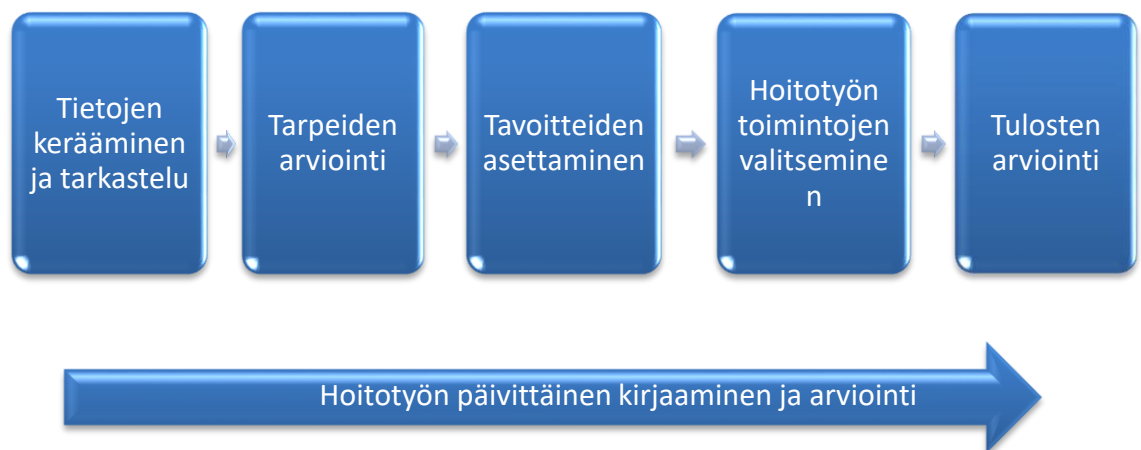 Tietojen
kerääminen
ja tarkastelu
Tarpeiden
arviointi
Tavoitteiden
asettaminen
Hoitotyön
toimintojen
valitsemine
n
Tulosten
arviointi
Hoitotyön päivittäinen kirjaaminen ja arviointi